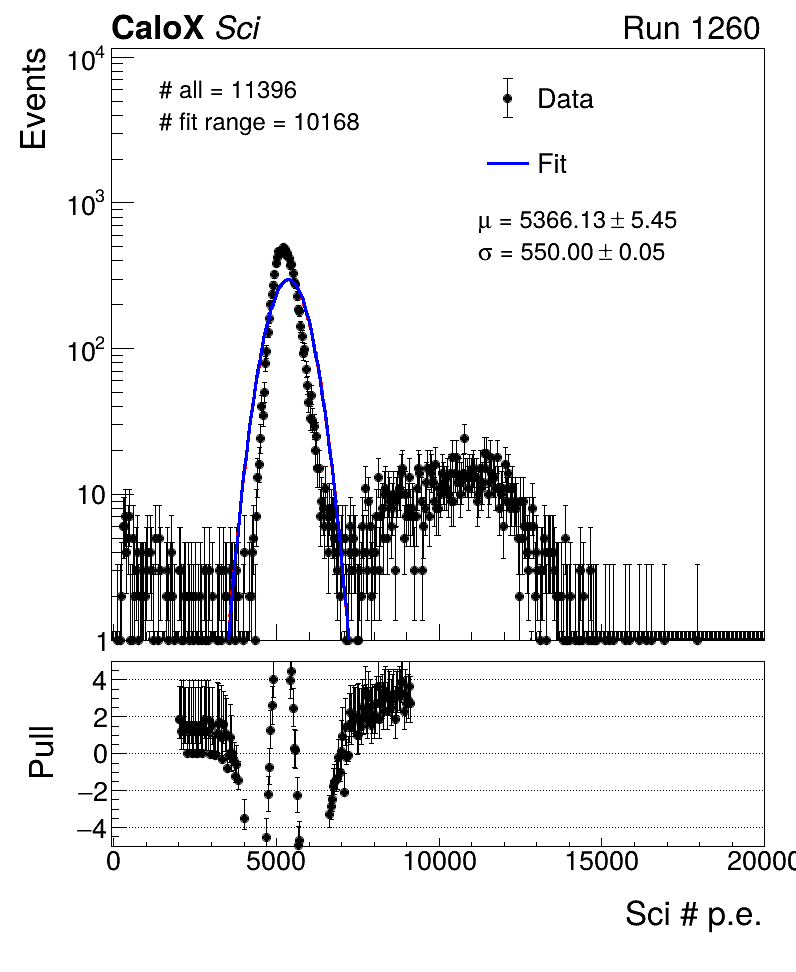 CaloX Sci Run 1260
Events
10⁴
10³
10²
10
1
# all = 11396
# fit range = 10168
Data
Fit
μ = 5366.13 ± 5.45
σ = 550.00 ± 0.05
Pull
4
2
0
−2
−4
0 5000 10000 15000 20000
Sci # p.e.